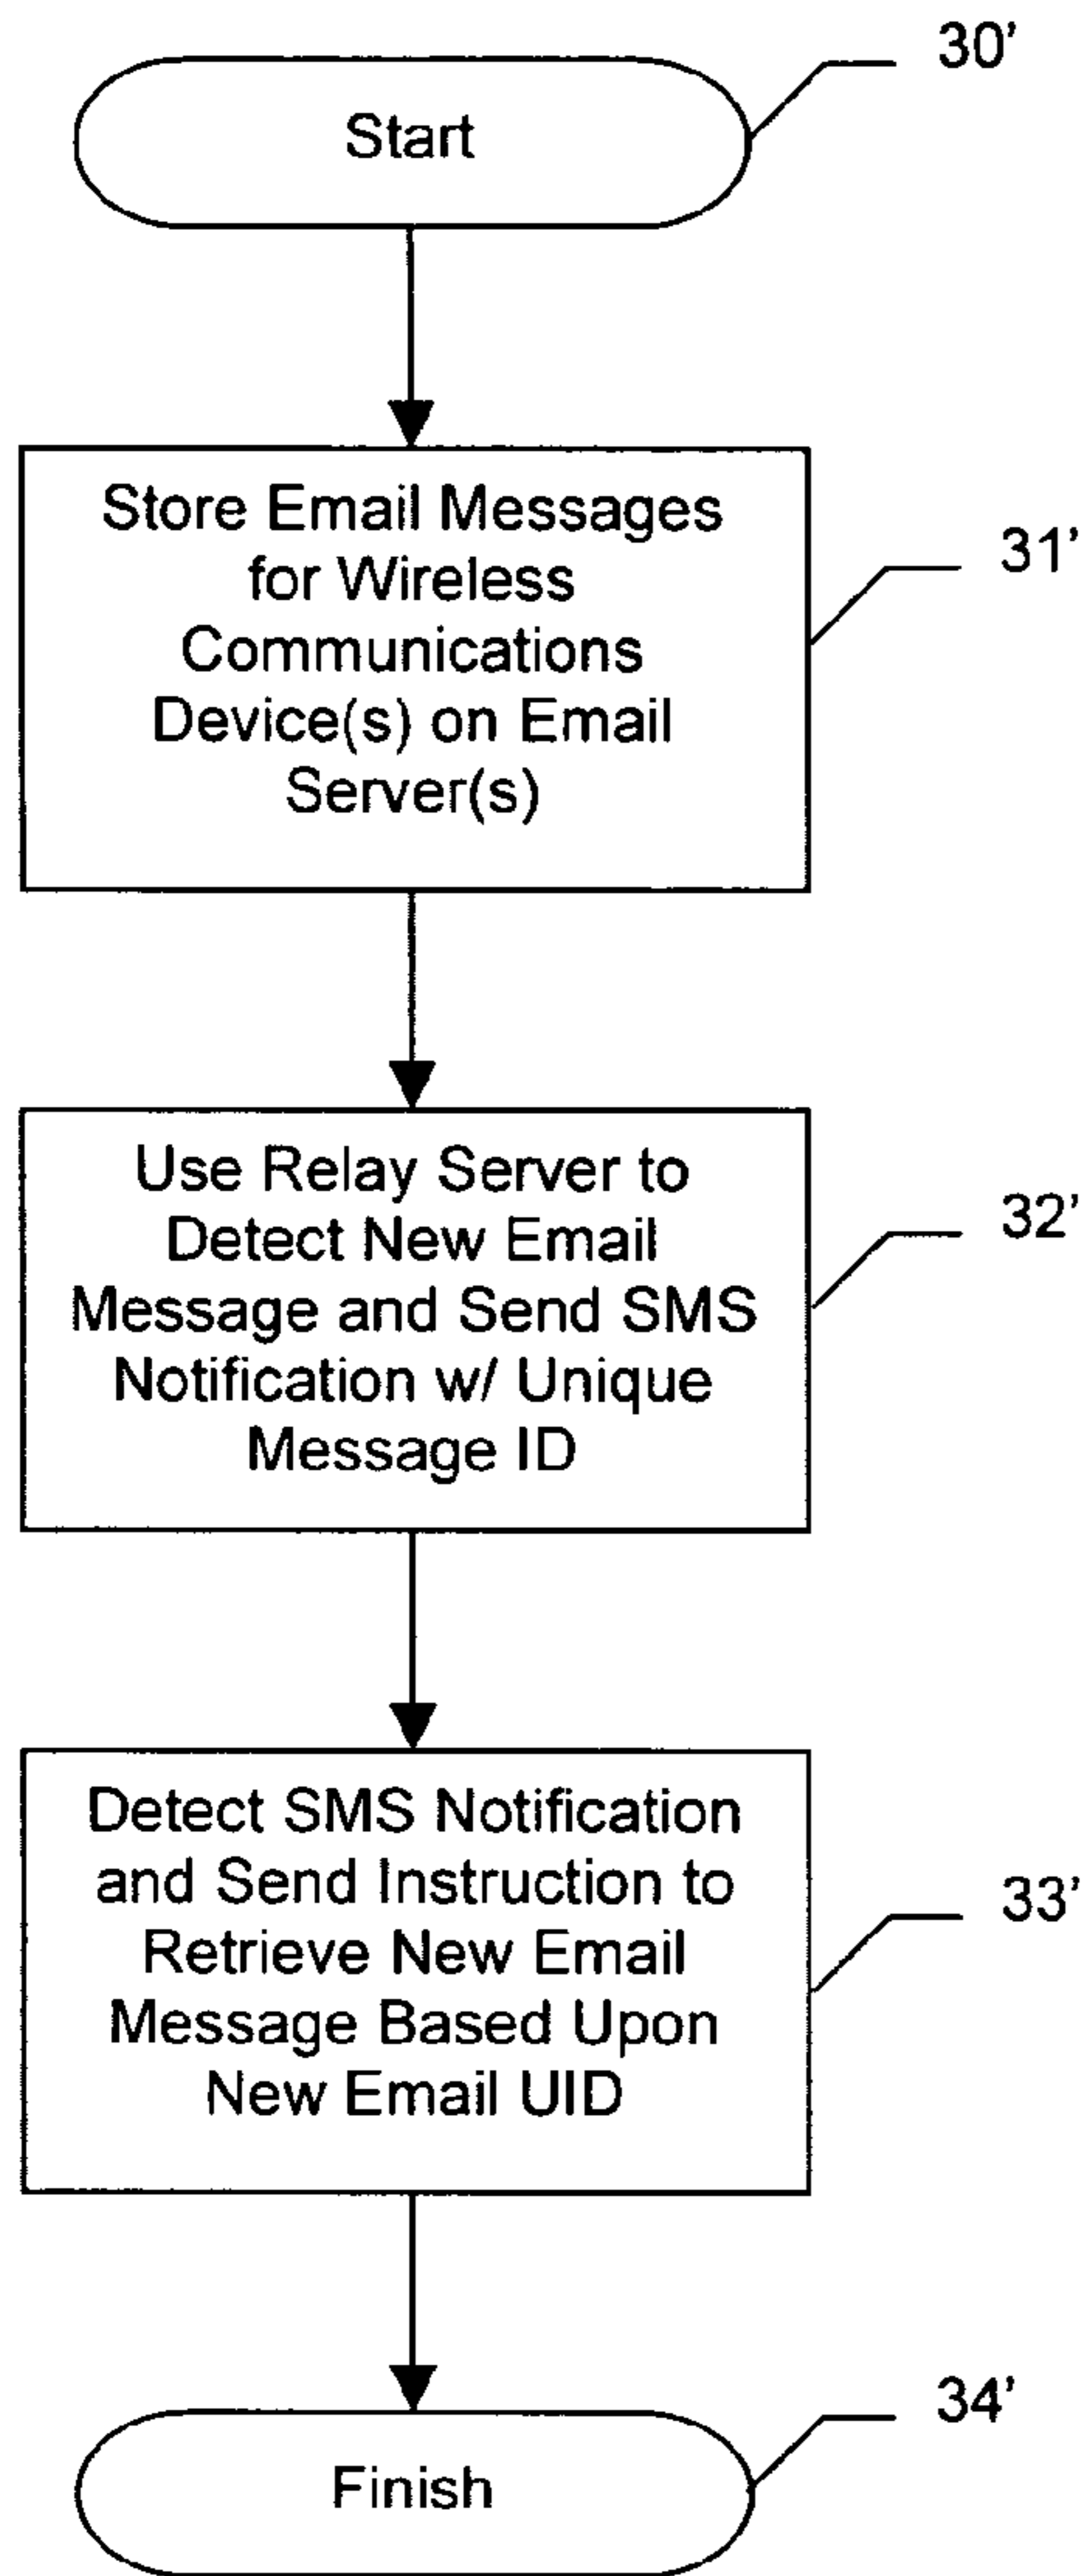 30’
Start
31’
Store Email Messages
for Wireless
Communications
Device(s) on Email
Server(s)
32’
Use Relay Server to
Detect New Email
Message and Send SMS
Notification w/ Unique
Message ID
33’
Detect SMS Notification
and Send Instruction to
Retrieve New Email
Message Based Upon
New Email UID
34’
Finish